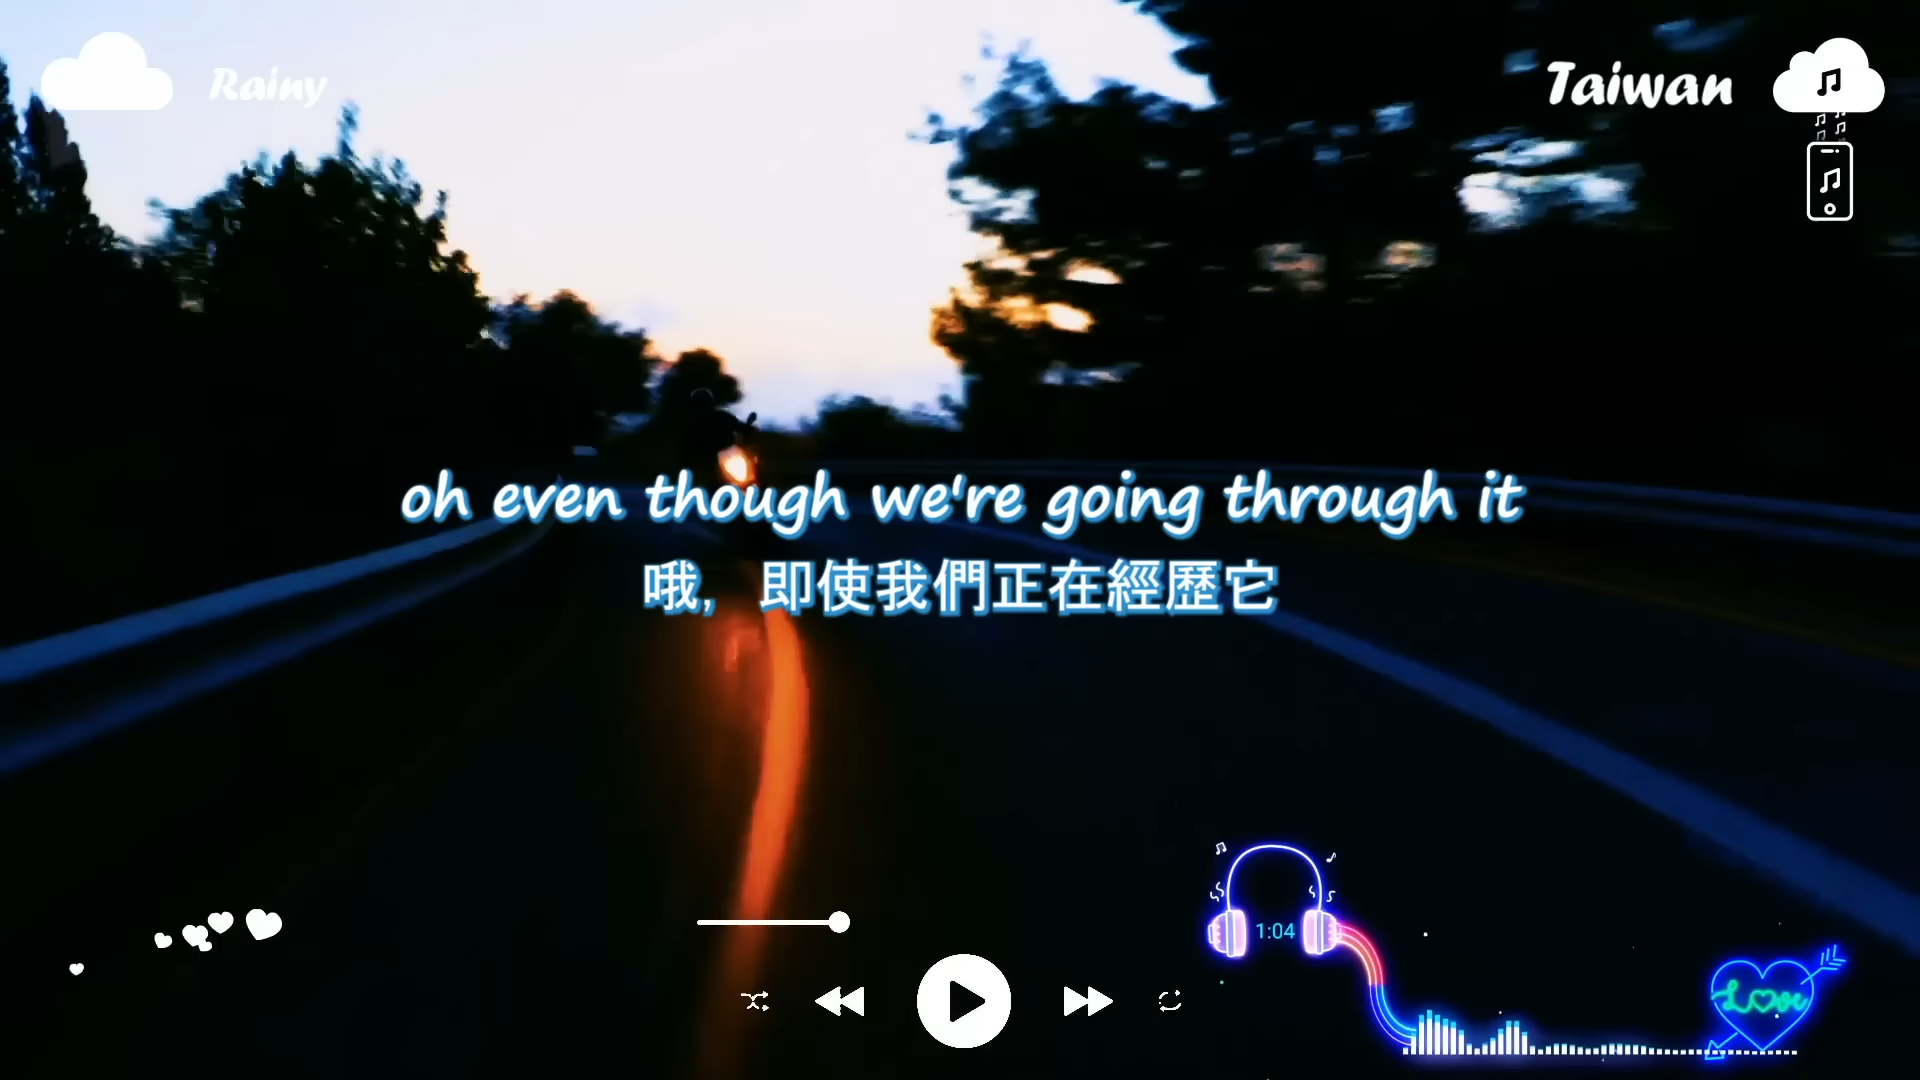 Rainy
Taiwan
oh even though we're going through it
哦，即使我們正在經歷它
1:04
Love